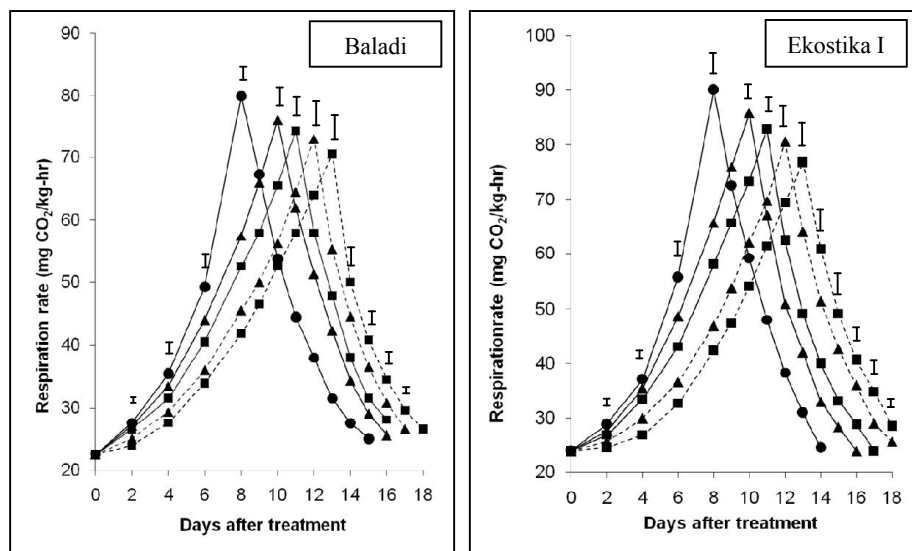 Baladi
90
80
70
60
50
40
30
20
Respiration rate (mg CO₂/kg-hr)
0 2 4 6 8 10 12 14 16 18
Days after treatment
Ekostika I
100
90
80
70
60
50
40
30
20
Respirationrate (mg CO₂/kg-hr)
0 2 4 6 8 10 12 14 16 18
Days after treatment